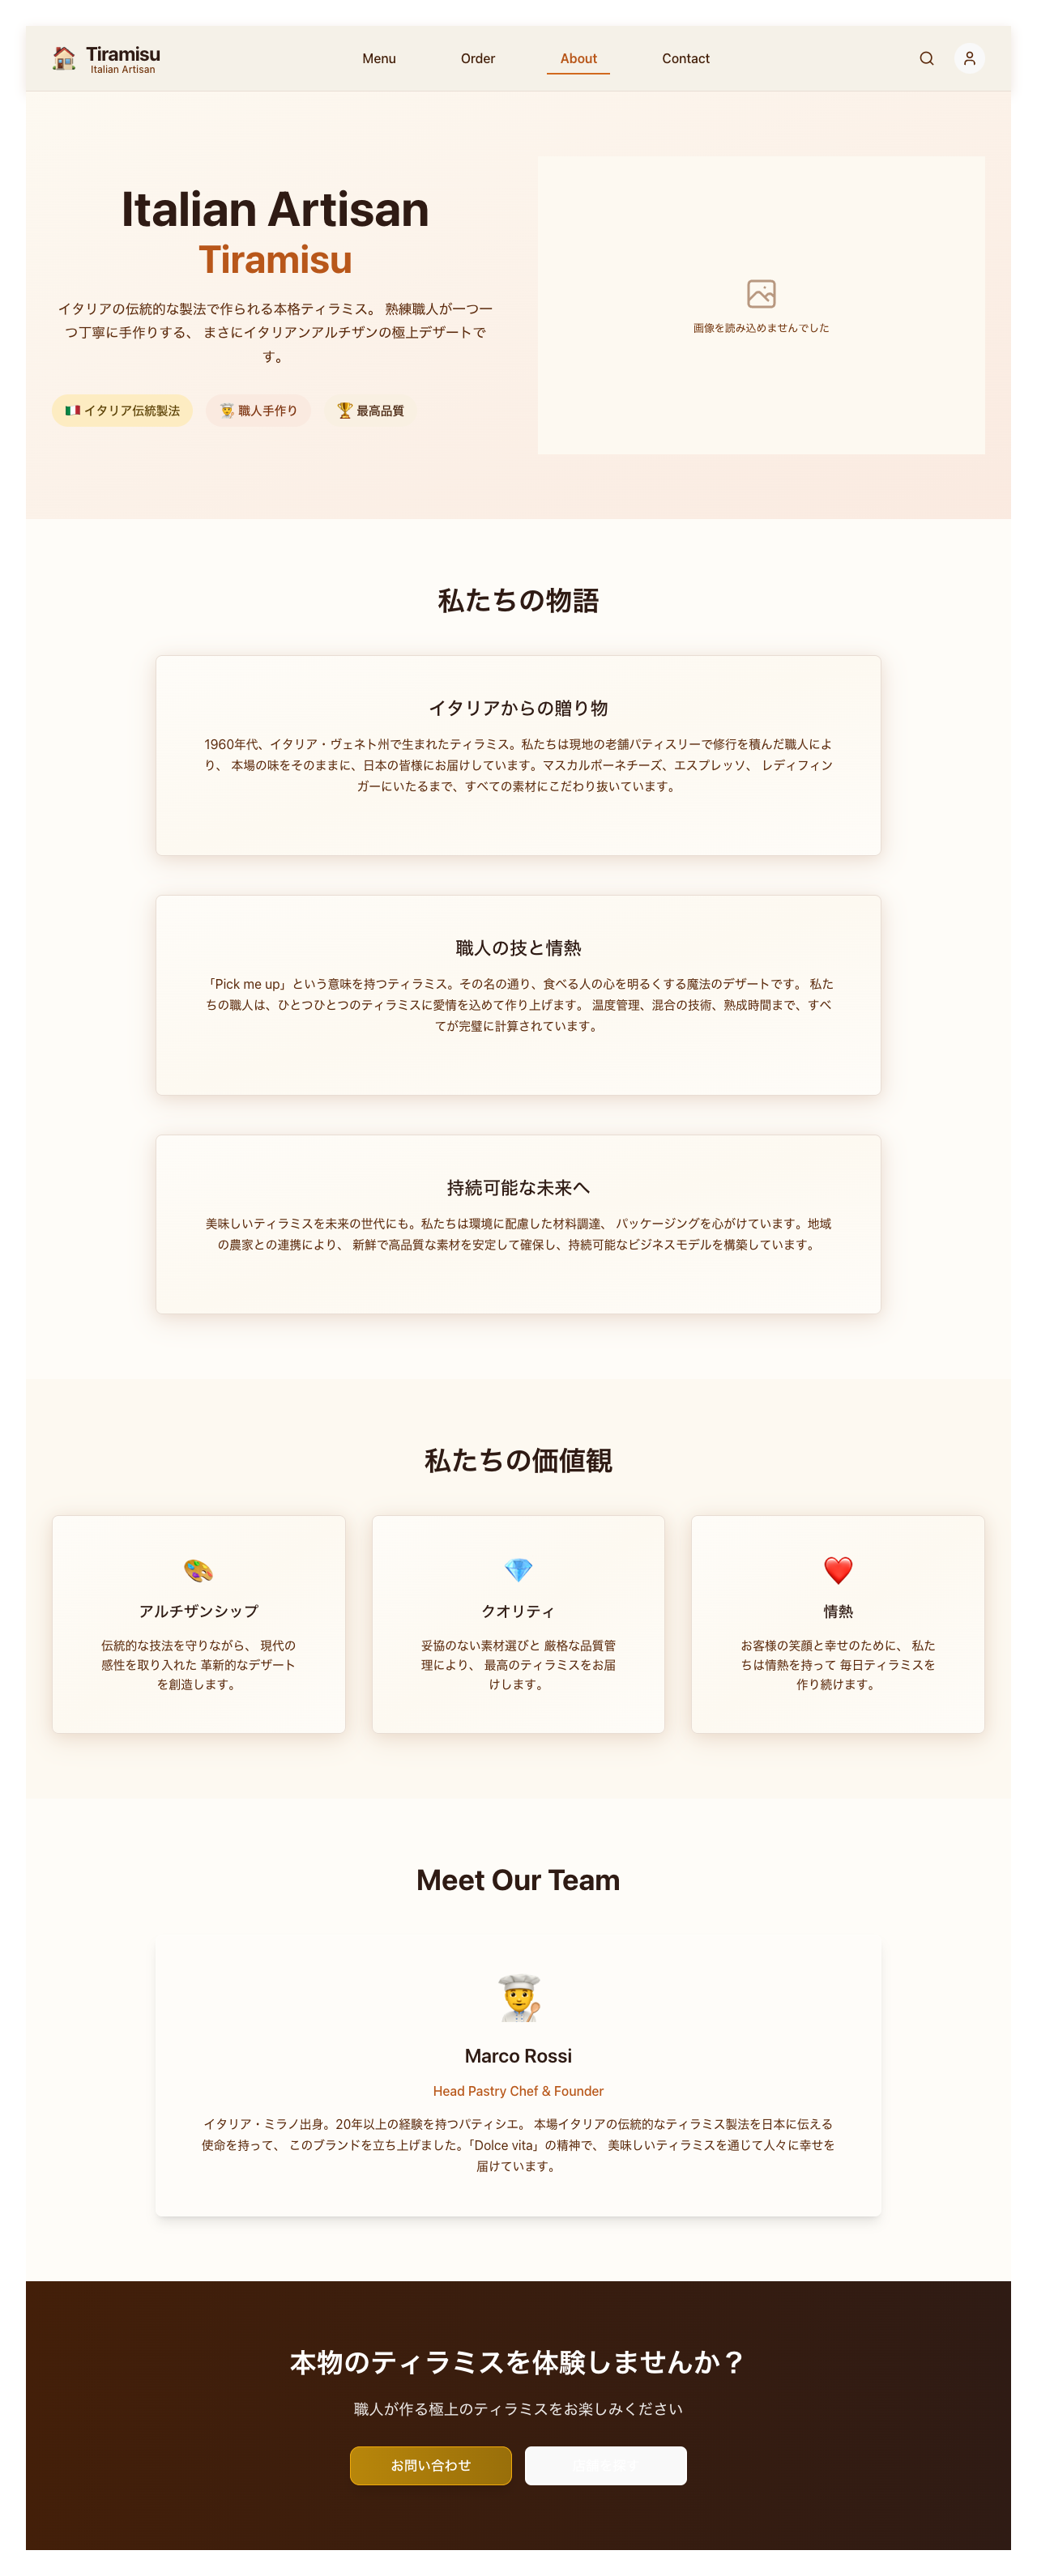 Tiramisu
Italian Artisan
Menu
Order
About
Contact
Italian Artisan
Tiramisu
イタリアの伝統的な製法で作られる本格ティラミス。 熟練職人が一つ一
つ丁寧に手作りする、 まさにイタリアンアルチザンの極上デザートで
す。
イタリア伝統製法
職人手作り
最高品質
画像を読み込めませんでした
私たちの物語
イタリアからの贈り物
1960年代、イタリア・ヴェネト州で生まれたティラミス。私たちは現地の老舗パティスリーで修行を積んだ職人によ
り、 本場の味をそのままに、日本の皆様にお届けしています。マスカルポーネチーズ、エスプレッソ、 レディフィン
ガーにいたるまで、すべての素材にこだわり抜いています。
職人の技と情熱
「Pick me up」という意味を持つティラミス。その名の通り、食べる人の心を明るくする魔法のデザートです。 私た
ちの職人は、ひとつひとつのティラミスに愛情を込めて作り上げます。 温度管理、混合の技術、熟成時間まで、すべ
てが完璧に計算されています。
持続可能な未来へ
美味しいティラミスを未来の世代にも。私たちは環境に配慮した材料調達、 パッケージングを心がけています。地域
の農家との連携により、 新鮮で高品質な素材を安定して確保し、持続可能なビジネスモデルを構築しています。
私たちの価値観
アルチザンシップ
伝統的な技法を守りながら、 現代の
感性を取り入れた 革新的なデザート
を創造します。
クオリティ
妥協のない素材選びと 厳格な品質管
理により、 最高のティラミスをお届
けします。
情熱
お客様の笑顔と幸せのために、 私た
ちは情熱を持って 毎日ティラミスを
作り続けます。
Meet Our Team
Marco Rossi
Head Pastry Chef & Founder
イタリア・ミラノ出身。20年以上の経験を持つパティシエ。 本場イタリアの伝統的なティラミス製法を日本に伝える
使命を持って、 このブランドを立ち上げました。「Dolce vita」の精神で、 美味しいティラミスを通じて人々に幸せを
届けています。
本物のティラミスを体験しませんか？
職人が作る極上のティラミスをお楽しみください
お問い合わせ